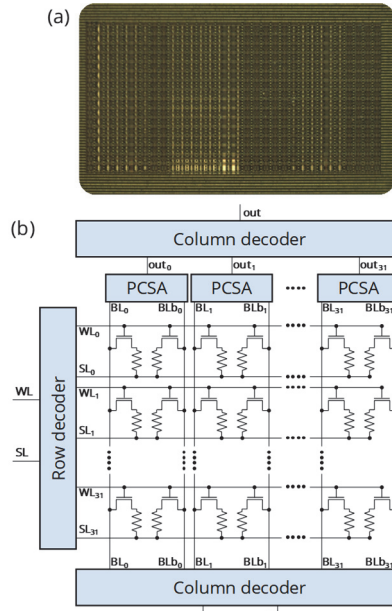 (a)
(b)
out
Column decoder
out0 out1 out31
PCSA PCSA PCSA
BL0 BLb0 BL1 BLb1 BL31 BLb31
WL0
SL0
WL1
WL
SL
Row decoder
SL1
WL31
SL31
BL0 BLb0 BL1 BLb1 BL31 BLb31
Column decoder